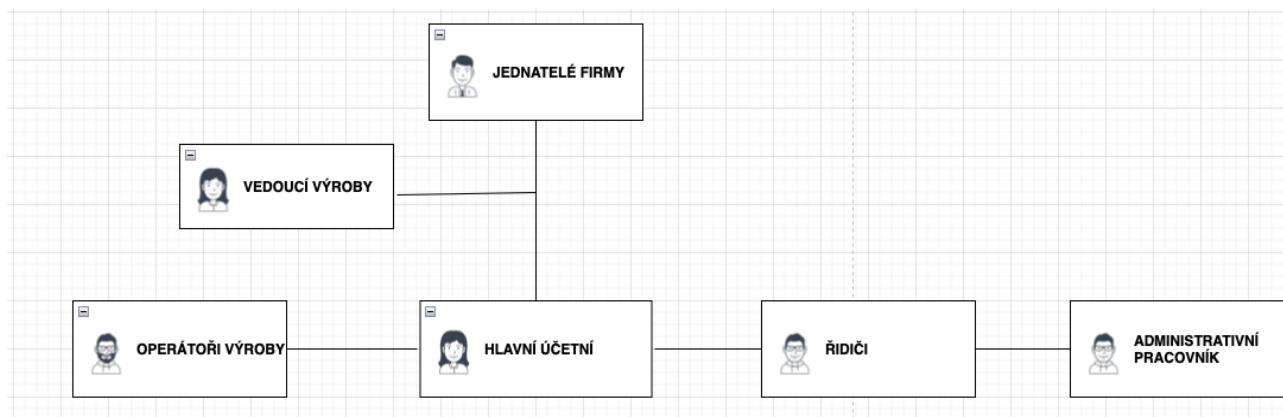 JEDNATELÉ FIRMY
VEDOUCÍ VÝROBY
OPERÁTOŘI VÝROBY
HLAVNÍ ÚČETNÍ
ŘIDIČI
ADMINISTRATIVNÍ
PRACOVNÍK